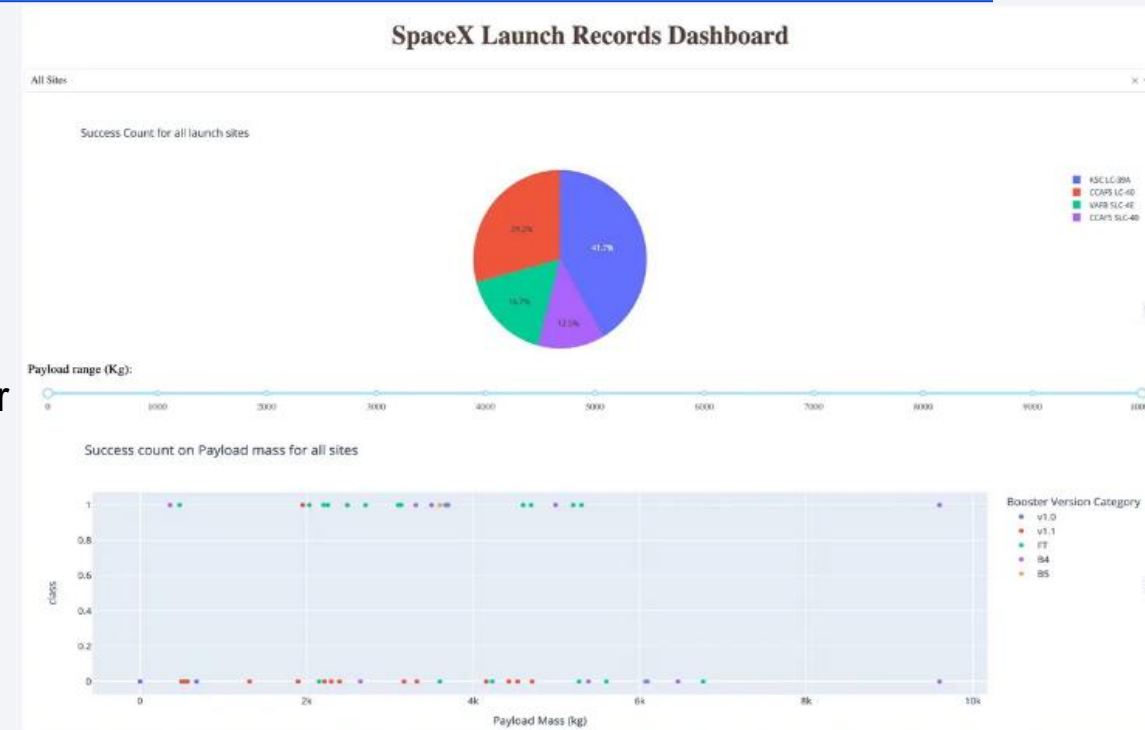 SpaceX Launch Records Dashboard
All Sites
×
Success Count for all launch sites
KSC LC-39A
CCAFS LC-40
VAFB SLC-4E
CCAFS SLC-40
29.2%
41.7%
16.7%
12.5%
Payload range (Kg):
r
0 1000 2000 3000 4000 5000 6000 7000 8000 9000
Success count on Payload mass for all sites
Booster Version Category
v1.0
v1.1
FT
B4
B5
1
0.8
0.6
0.4
0.2
0
class
0 2k 4k 6k 8k 10k
Payload Mass (kg)